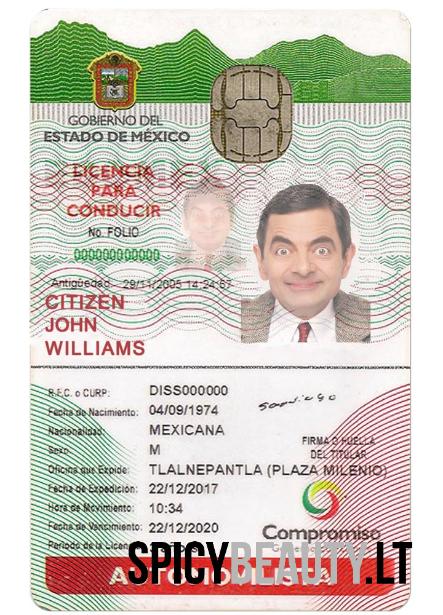 GOBIERNO DEL
ESTADO DE MÉXICO
LICENCIA
PARA
CONDUCIR
No. FOLIO
000000000000
Antigüedad: 29/11/2005 14:24:57
CITIZEN
JOHN
WILLIAMS
R.F.C. o CURP: DISS000000
Fecha de Nacimiento: 04/09/1974
Nacionalidad: MEXICANA
Sexo: M
FIRMA O HUELLA
DEL TITULAR
Oficina que Expide: TLALNEPANTLA (PLAZA MILENIO)
Fecha de Expedición: 22/12/2017
Hora de Movimiento: 10:34
Fecha de Vencimiento: 22/12/2020
Compromiso
Periodo de la Licencia
SPICYBEAUTY.LT
AUTOMOVILISTA